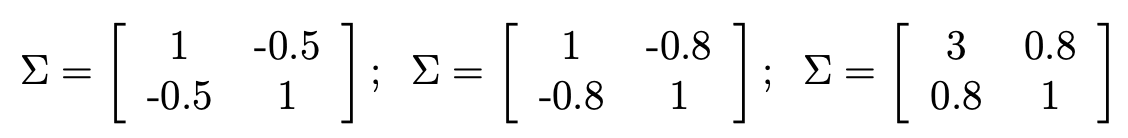 Σ = [ 1 -0.5 ; -0.5 1 ] ; Σ = [ 1 -0.8 ; -0.8 1 ] ; Σ = [ 3 0.8 ; 0.8 1 ]